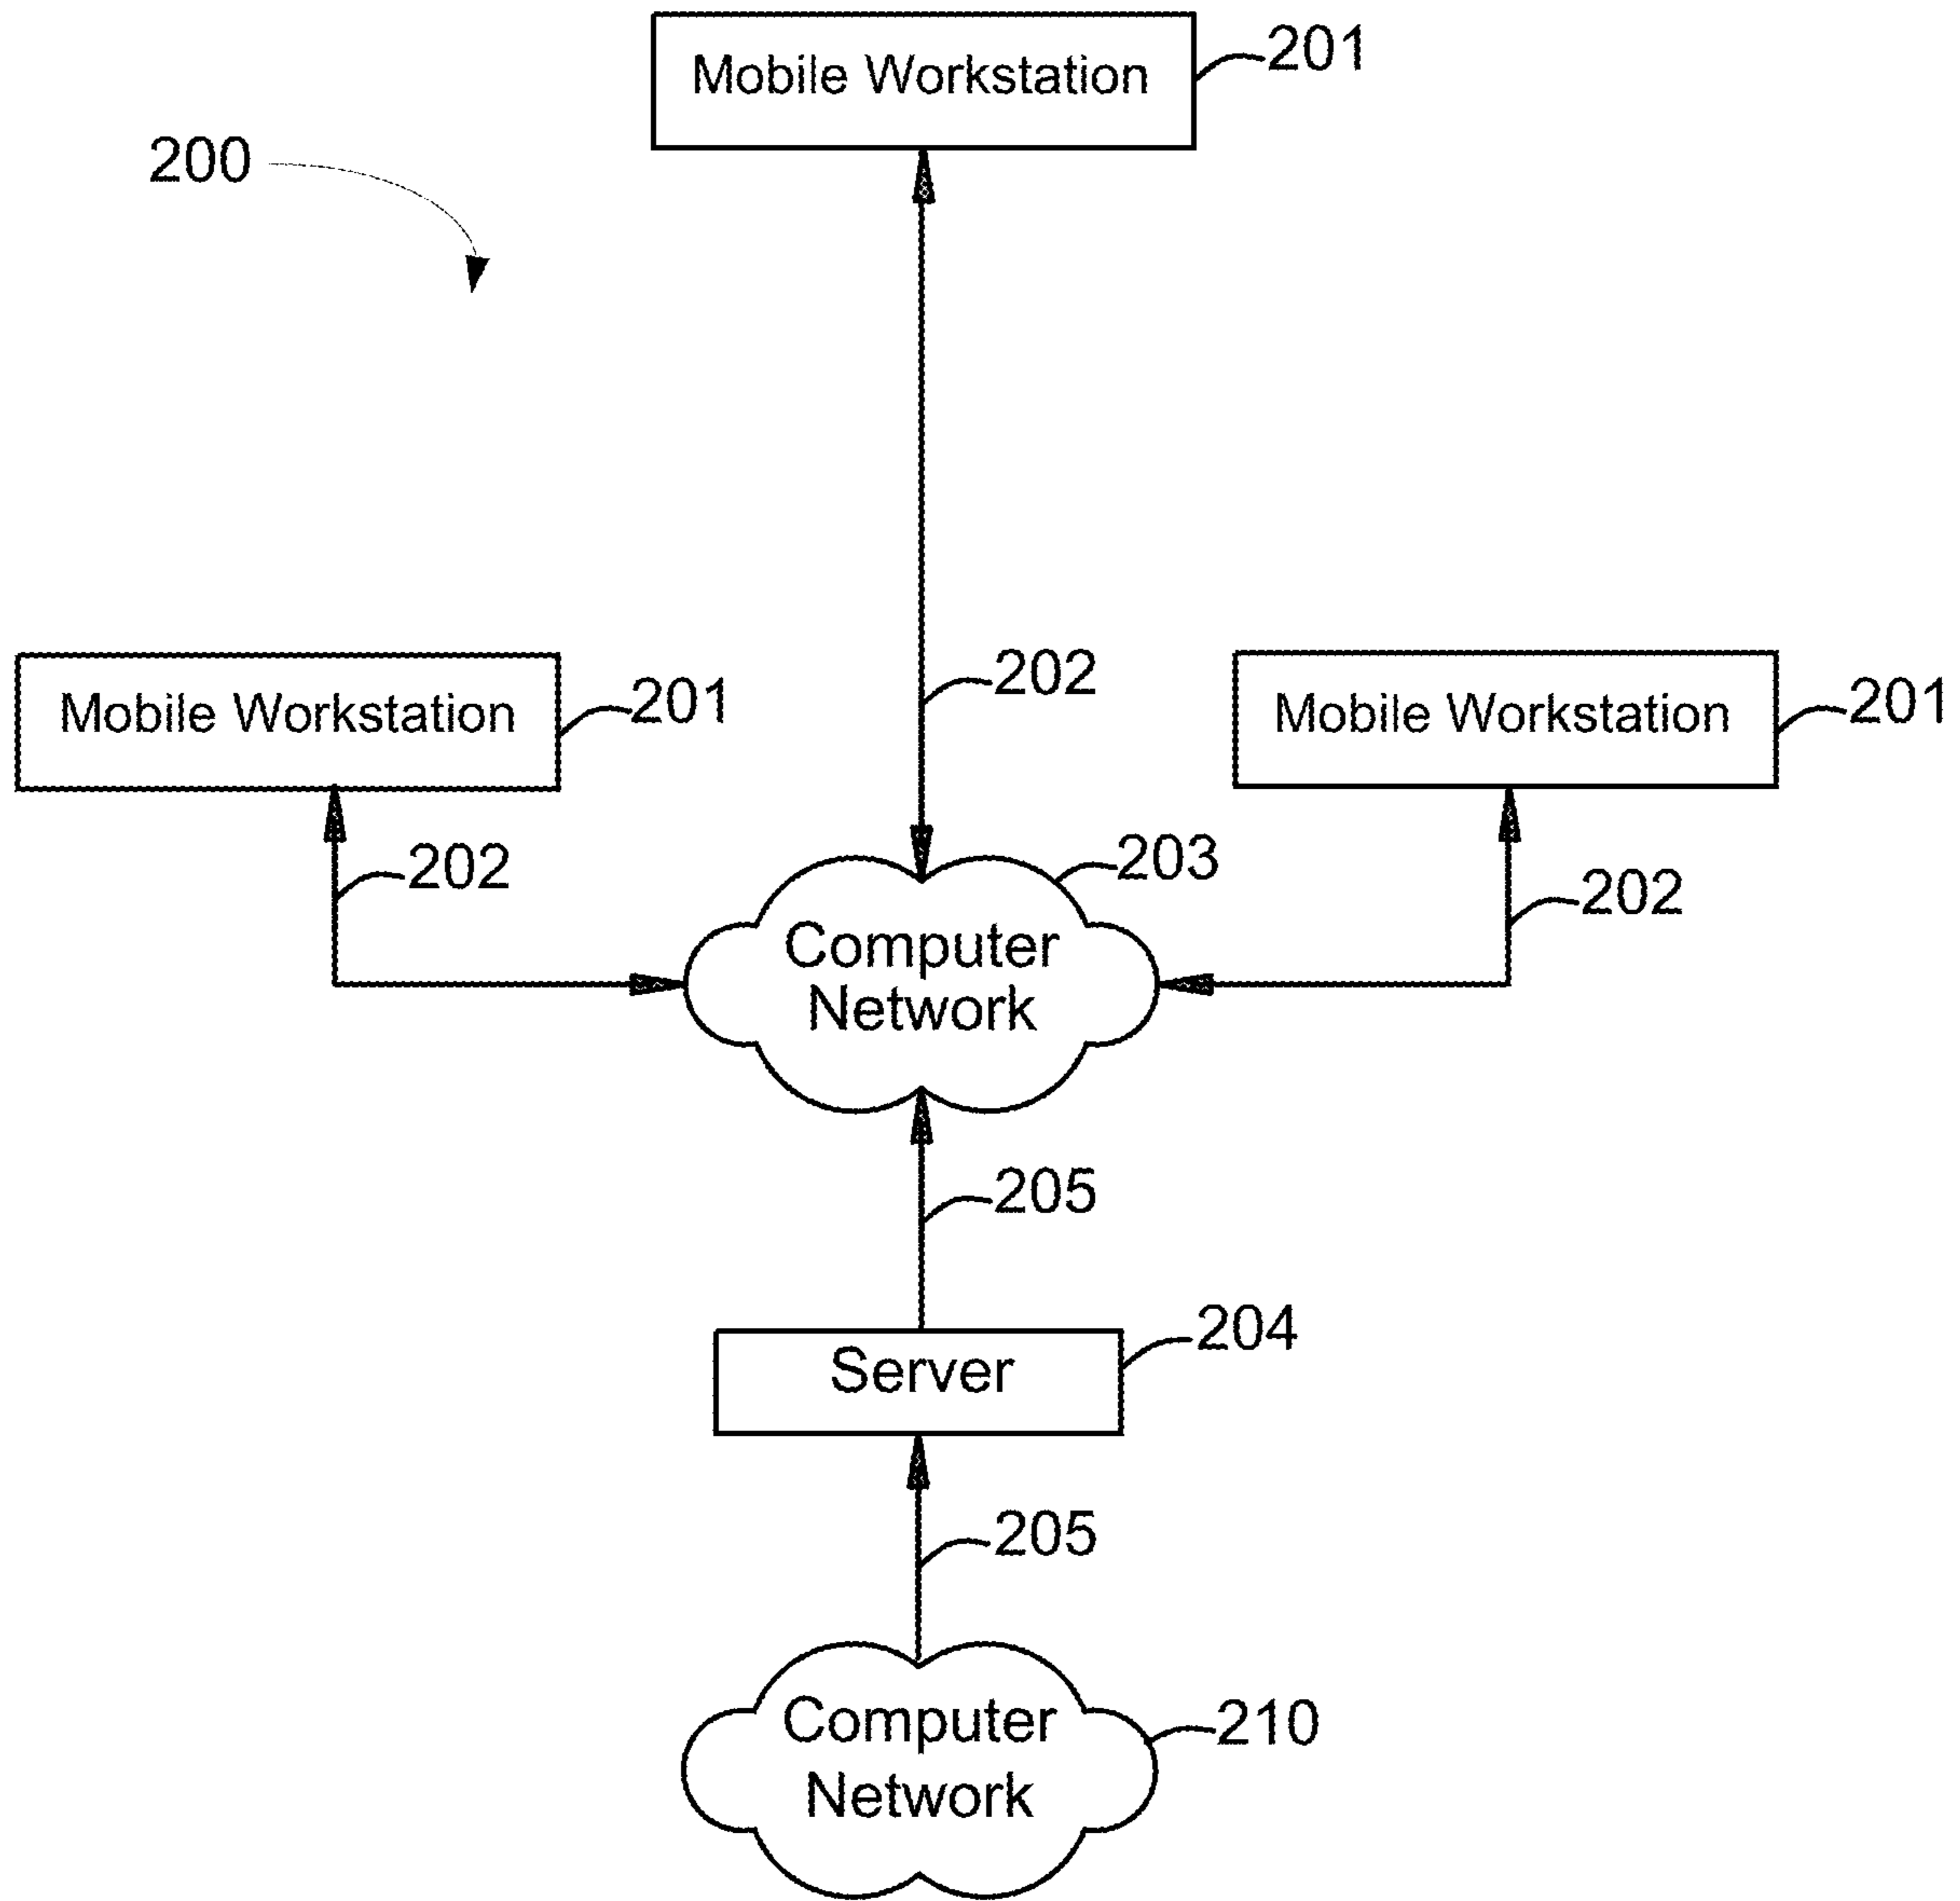 Mobile Workstation
201
200
202
Mobile Workstation
201
Mobile Workstation
201
202
203
202
Computer
Network
205
204
Server
205
Computer
Network
210